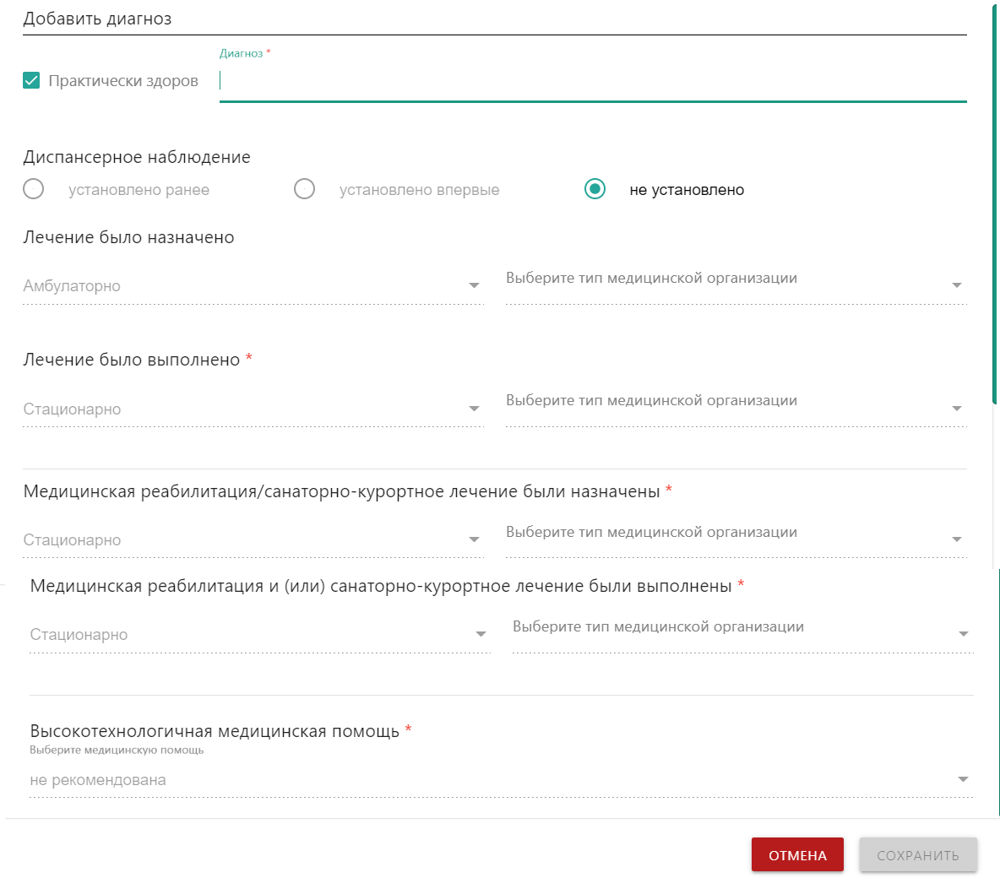 Добавить диагноз
Диагноз *
Практически здоров
Диспансерное наблюдение
установлено ранее установлено впервые не установлено
Лечение было назначено
Амбулаторно Выберите тип медицинской организации
Лечение было выполнено *
Стационарно Выберите тип медицинской организации
Медицинская реабилитация/санаторно-курортное лечение были назначены *
Стационарно Выберите тип медицинской организации
Медицинская реабилитация и (или) санаторно-курортное лечение были выполнены *
Стационарно Выберите тип медицинской организации
Высокотехнологичная медицинская помощь *
Выберите медицинскую помощь
не рекомендована
ОТМЕНА СОХРАНИТЬ